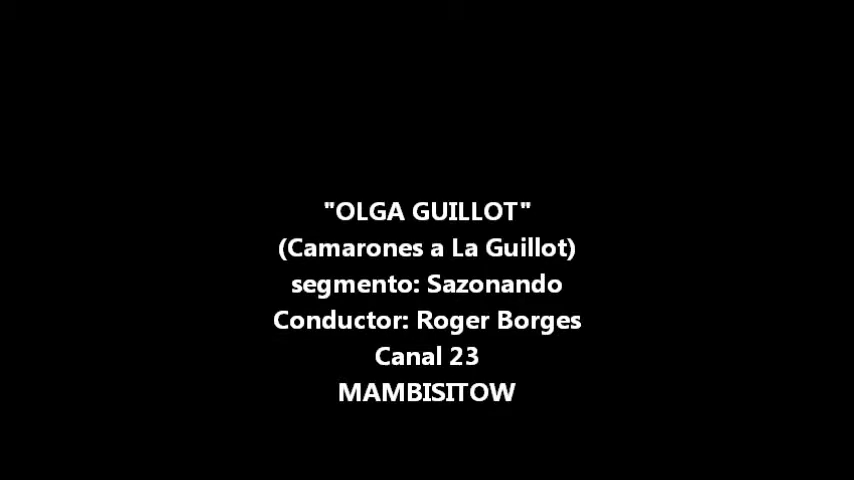 "OLGA GUILLOT"
(Camarones a La Guillot)
segmento: Sazonando
Conductor: Roger Borges
Canal 23
MAMBISITOW